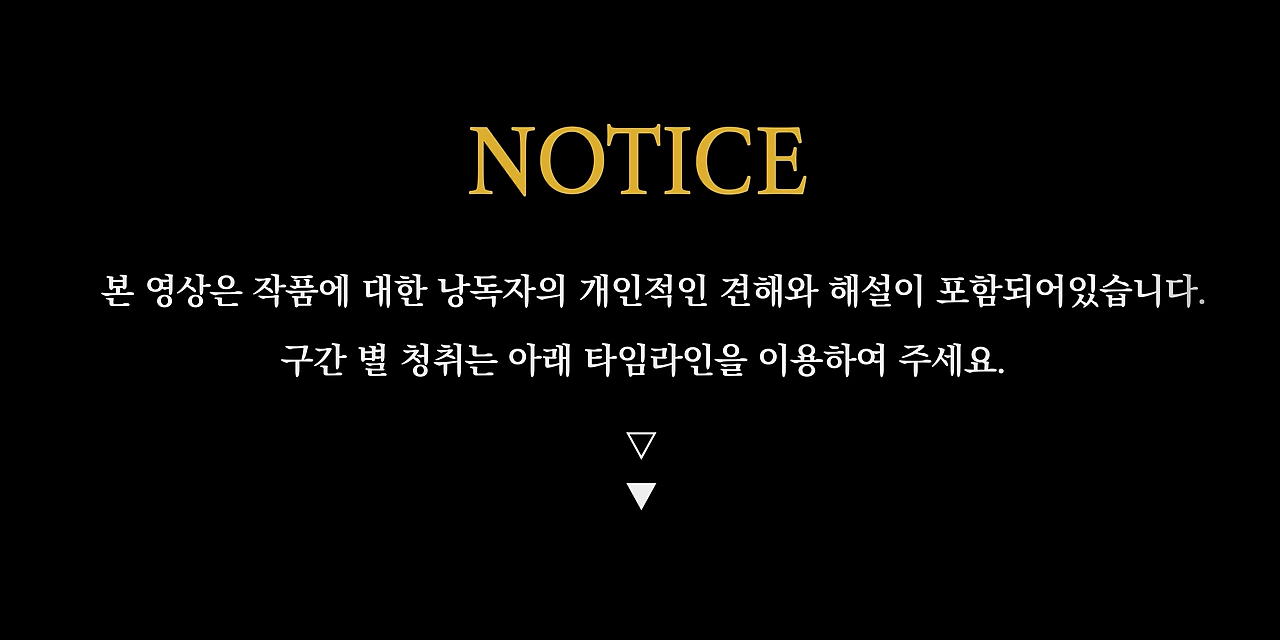 NOTICE
본 영상은 작품에 대한 낭독자의 개인적인 견해와 해설이 포함되어있습니다.
구간 별 청취는 아래 타임라인을 이용하여 주세요.
▽
▼